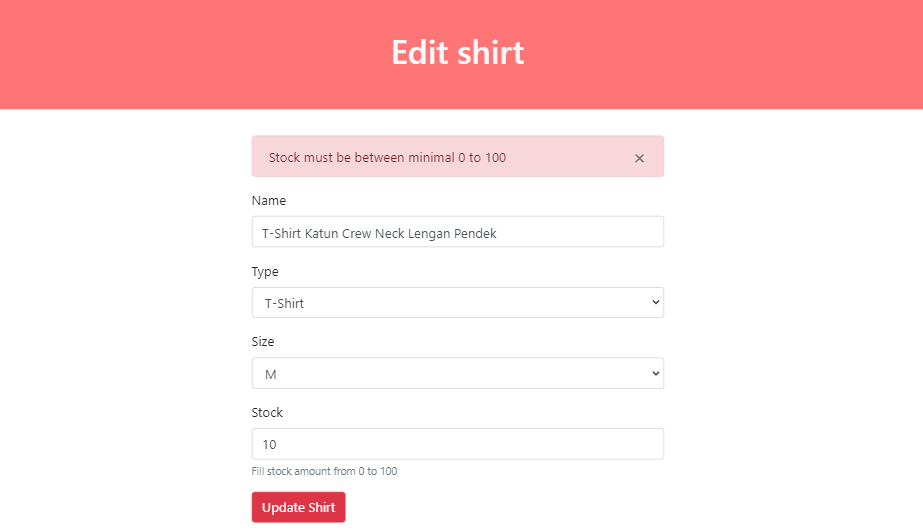 Edit shirt
Stock must be between minimal 0 to 100
×
Name
T-Shirt Katun Crew Neck Lengan Pendek
Type
T-Shirt
Size
M
Stock
10
Fill stock amount from 0 to 100
Update Shirt